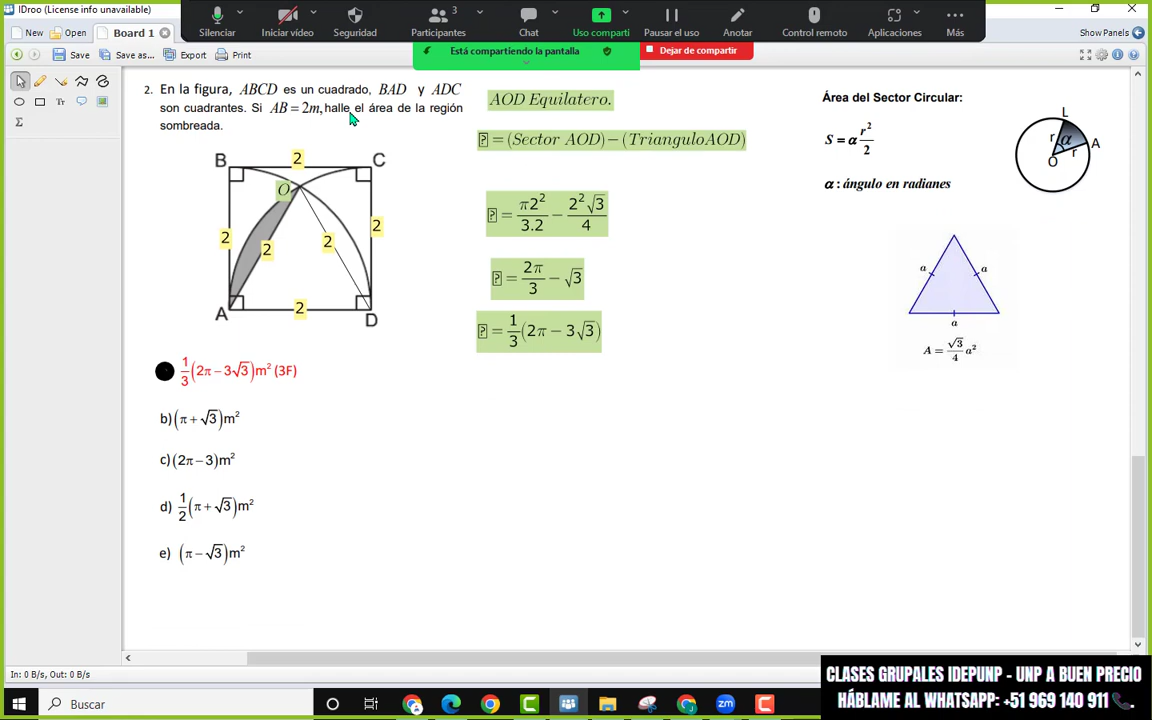 IDroo (License info unavailable)
New Open Board 1
Silenciar Iniciar vídeo Seguridad Participantes 3 Chat Uso comparti Pausar el uso Anotar Control remoto Aplicaciones Más
Show Panels
Save Save as... Export Print
Está compartiendo la pantalla Dejar de compartir
Tr
Σ
2. En la figura, ABCD es un cuadrado, BAD y ADC
son cuadrantes. Si AB = 2m, halle el área de la región
sombreada.
B 2 C
O
2 2 2 2
A 2 D
1/3 (2π − 3√3) m² (3F)
b) (π + √3) m²
c) (2π − 3) m²
d) 1/2 (π + √3) m²
e) (π − √3) m²
AOD Equilatero.
? = (Sector AOD) − (TrianguloAOD)
? = π2²/3.2 − 2²√3/4
? = 2π/3 − √3
? = 1/3 (2π − 3√3)
Área del Sector Circular:
S = α r²/2
α : ángulo en radianes
L
r α A
O r
a a
a
A = √3/4 a²
In: 0 B/s, Out: 0 B/s
Buscar
zm
CLASES GRUPALES IDEPUNP - UNP A BUEN PRECIO
HÁBLAME AL WHATSAPP: +51 969 140 911